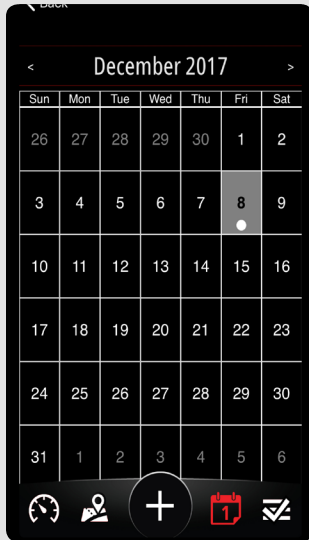 Back
< December 2017 >
Sun Mon Tue Wed Thu Fri Sat
26 27 28 29 30 1 2
3 4 5 6 7 8 9
10 11 12 13 14 15 16
17 18 19 20 21 22 23
24 25 26 27 28 29 30
31 1 2 3 4 5 6
1